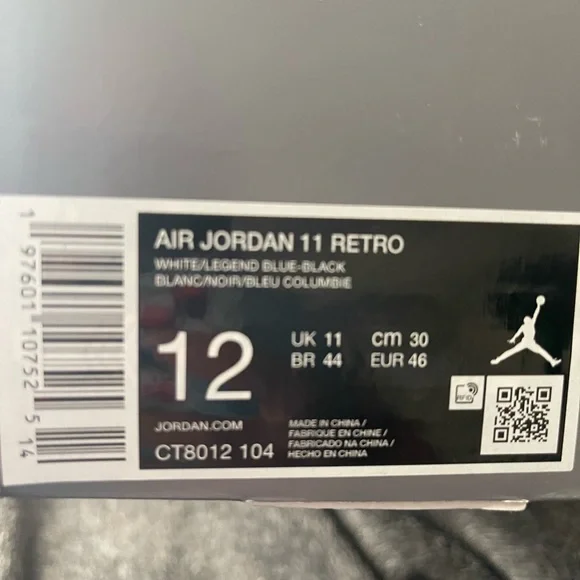 AIR JORDAN 11 RETRO
WHITE/LEGEND BLUE-BLACK
BLANC/NOIR/BLEU COLUMBIE
12
UK 11 CM 30
BR 44 EUR 46
JORDAN.COM
CT8012 104
MADE IN CHINA /
FABRIQUE EN CHINE /
FABRICADO NA CHINA /
HECHO EN CHINA
RFID
1 97601 10752 5 14